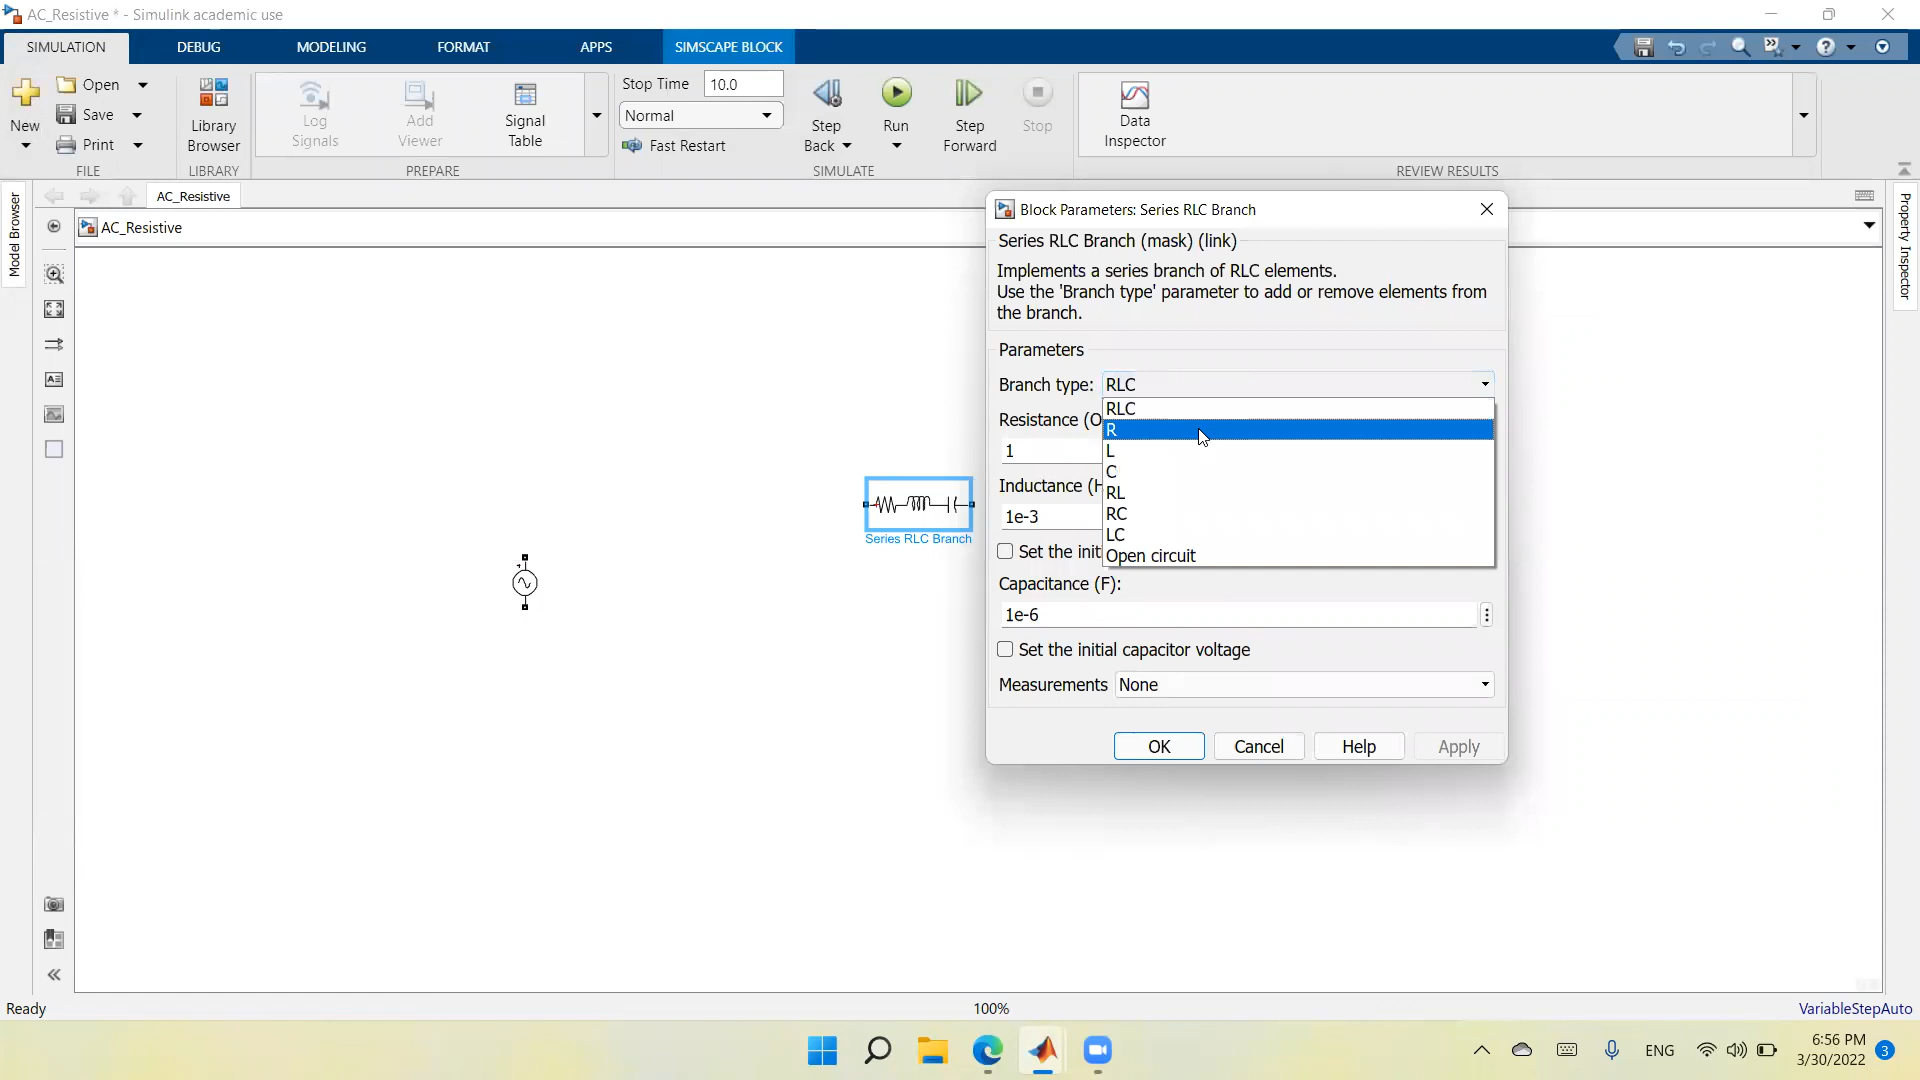 AC_Resistive * - Simulink academic use
SIMULATION
DEBUG
MODELING
FORMAT
APPS
SIMSCAPE BLOCK
New
Open
Save
Print
FILE
Library
Browser
LIBRARY
Log
Signals
Add
Viewer
Signal
Table
PREPARE
Stop Time
10.0
Normal
Fast Restart
Step
Back
Run
Step
Forward
Stop
SIMULATE
Data
Inspector
REVIEW RESULTS
Model Browser
AC_Resistive
AC_Resistive
Property Inspector
Series RLC Branch
Block Parameters: Series RLC Branch
Series RLC Branch (mask) (link)
Implements a series branch of RLC elements.
Use the 'Branch type' parameter to add or remove elements from
the branch.
Parameters
Branch type: RLC
RLC
R
L
C
RL
RC
LC
Open circuit
Resistance (O
1
Inductance (H
1e-3
Set the init
Capacitance (F):
1e-6
Set the initial capacitor voltage
Measurements None
OK
Cancel
Help
Apply
Ready
100%
VariableStepAuto
ENG
6:56 PM
3/30/2022
3